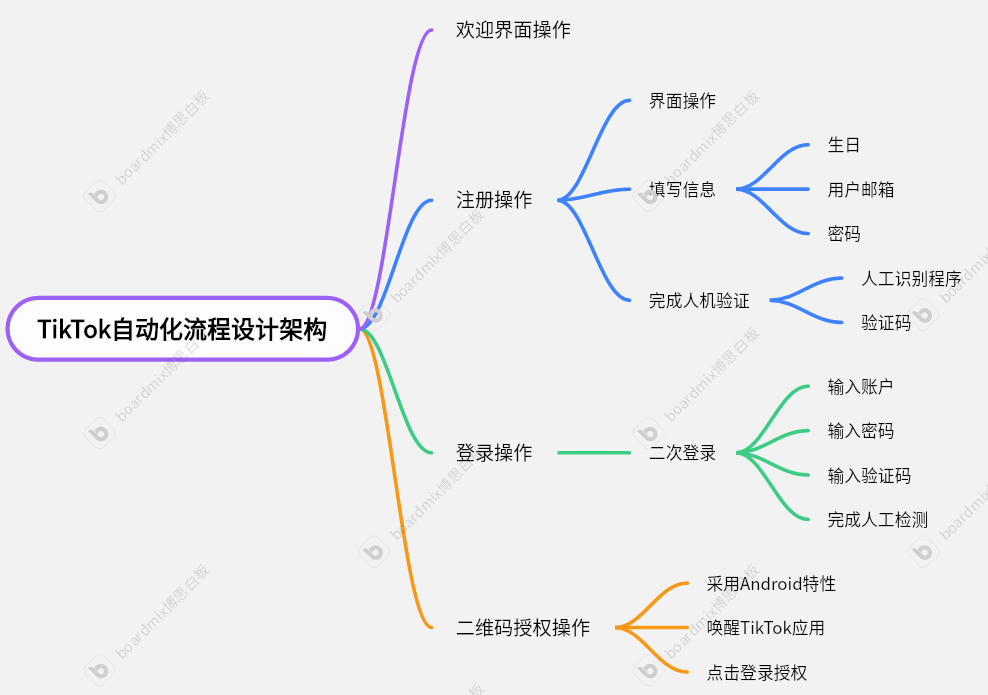 欢迎界面操作
界面操作
生日
注册操作
填写信息
用户邮箱
密码
完成人机验证
人工识别程序
验证码
TikTok自动化流程设计架构
登录操作
二次登录
输入账户
输入密码
输入验证码
完成人工检测
二维码授权操作
采用Android特性
唤醒TikTok应用
点击登录授权
boardmix博思白板
boardmix博思白板
boardmix博思白板
boardmix博思白板
boardmix博思白板
boardmix博思白板
boardmix博思白板
boardmix博思白板
boardmix
boardmix